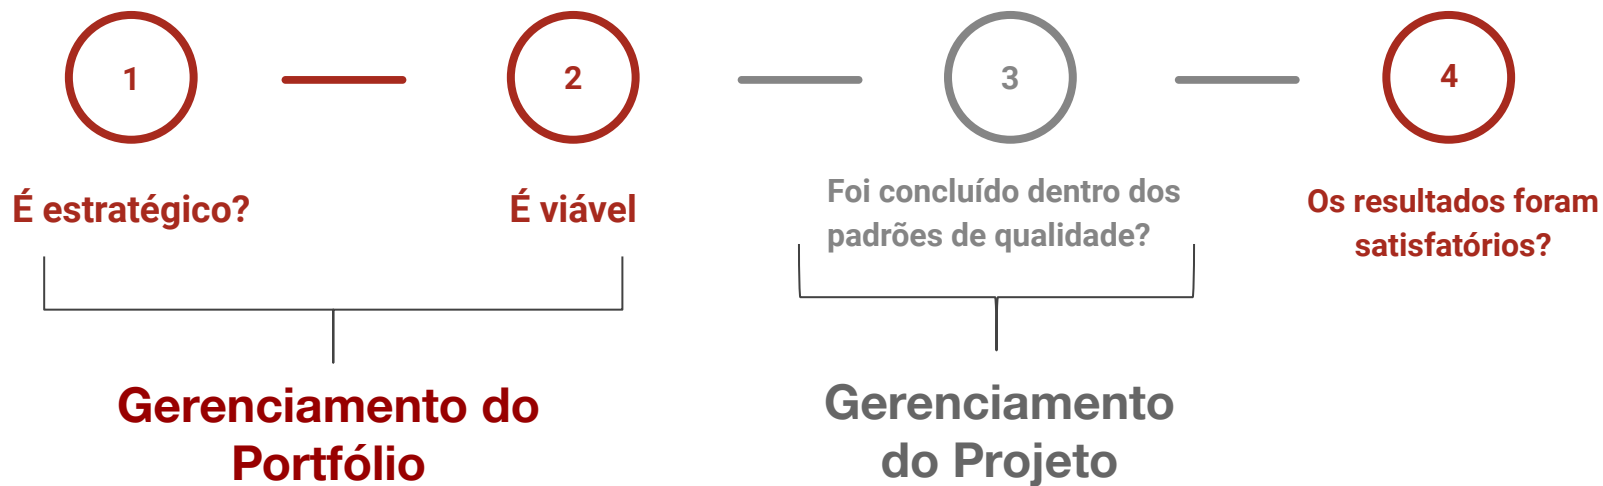 1
2
3
4
É estratégico?
É viável
Foi concluído dentro dos
padrões de qualidade?
Os resultados foram
satisfatórios?
Gerenciamento do
Portfólio
Gerenciamento
do Projeto